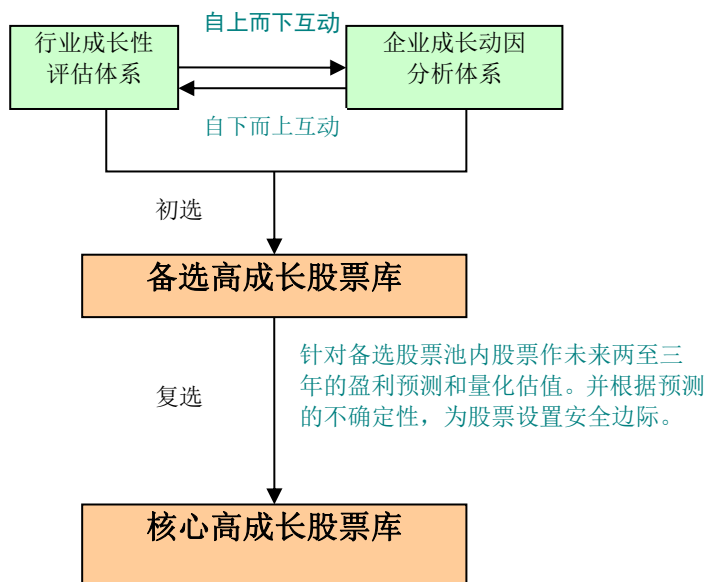 自上而下互动
行业成长性
评估体系
企业成长动因
分析体系
自下而上互动
初选
备选高成长股票库
针对备选股票池内股票作未来两至三
年的盈利预测和量化估值。并根据预测
的不确定性，为股票设置安全边际。
复选
核心高成长股票库